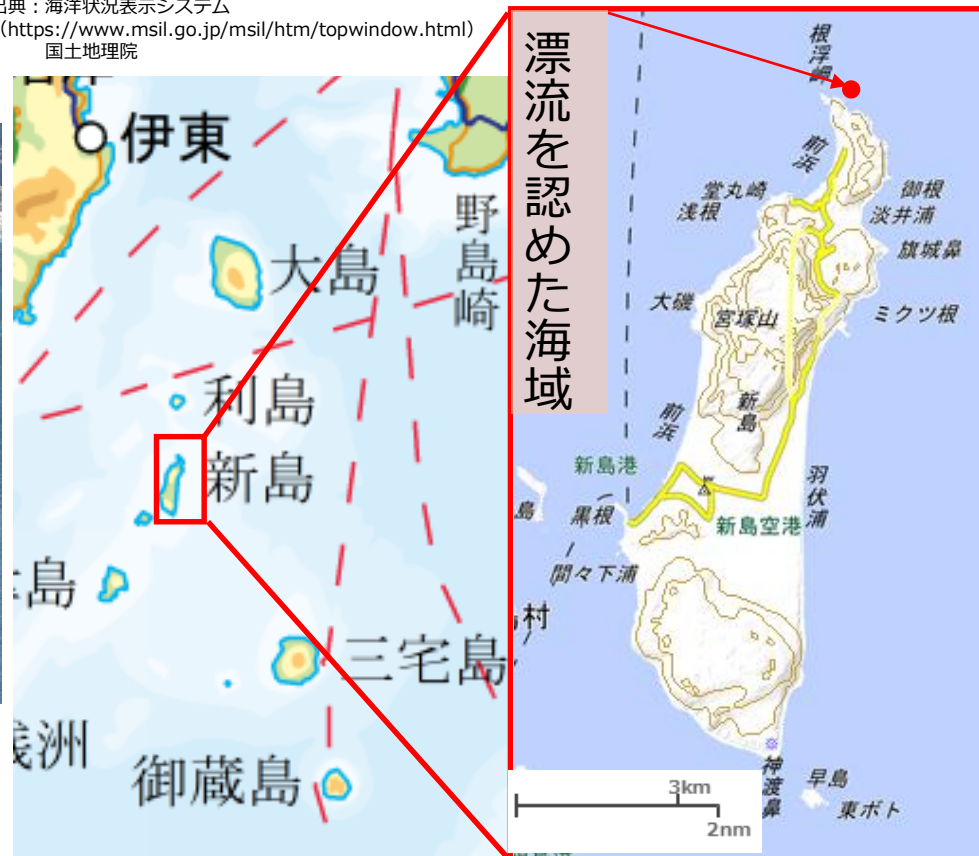 出典：海洋状況表示システム
（https://www.msil.go.jp/msil/htm/topwindow.html）
国土地理院
伊東
野島崎
大島
利島
新島
島
三宅島
洲
御蔵島
漂流を認めた海域
根浮岬
前浜
堂丸崎
浅根
御根
淡井浦
旗城鼻
大磯
宮塚山
ミクツ根
新島
前浜
新島港
羽伏浦
島
黒根
新島空港
間々下浦
村
神渡鼻
早島
東ボト
3km
2nm